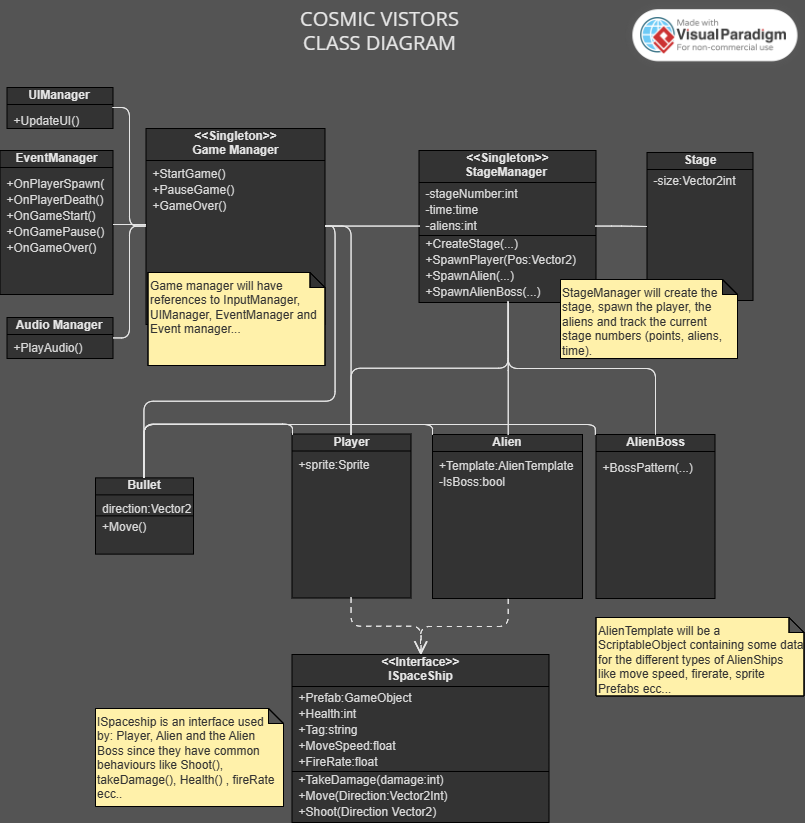 COSMIC VISTORS
CLASS DIAGRAM
Made with
VisualParadigm
For non-commercial use
UIManager
+UpdateUI()
EventManager
+OnPlayerSpawn(
+OnPlayerDeath()
+OnGameStart()
+OnGamePause()
+OnGameOver()
Audio Manager
+PlayAudio()
<<Singleton>>
Game Manager
+StartGame()
+PauseGame()
+GameOver()
Game manager will have
references to InputManager,
UIManager, EventManager and
Event manager...
<<Singleton>>
StageManager
-stageNumber:int
-time:time
-aliens:int
+CreateStage(...)
+SpawnPlayer(Pos:Vector2)
+SpawnAlien(...)
+SpawnAlienBoss(...)
Stage
-size:Vector2int
StageManager will create the
stage, spawn the player, the
aliens and track the current
stage numbers (points, aliens,
time).
Bullet
direction:Vector2
+Move()
Player
+sprite:Sprite
Alien
+Template:AlienTemplate
-IsBoss:bool
AlienBoss
+BossPattern(...)
AlienTemplate will be a
ScriptableObject containing some data
for the different types of AlienShips
like move speed, firerate, sprite
Prefabs ecc...
<<Interface>>
ISpaceShip
+Prefab:GameObject
+Health:int
+Tag:string
+MoveSpeed:float
+FireRate:float
+TakeDamage(damage:int)
+Move(Direction:Vector2Int)
+Shoot(Direction Vector2)
ISpaceship is an interface used
by: Player, Alien and the Alien
Boss since they have common
behaviours like Shoot(),
takeDamage(), Health() , fireRate
ecc..